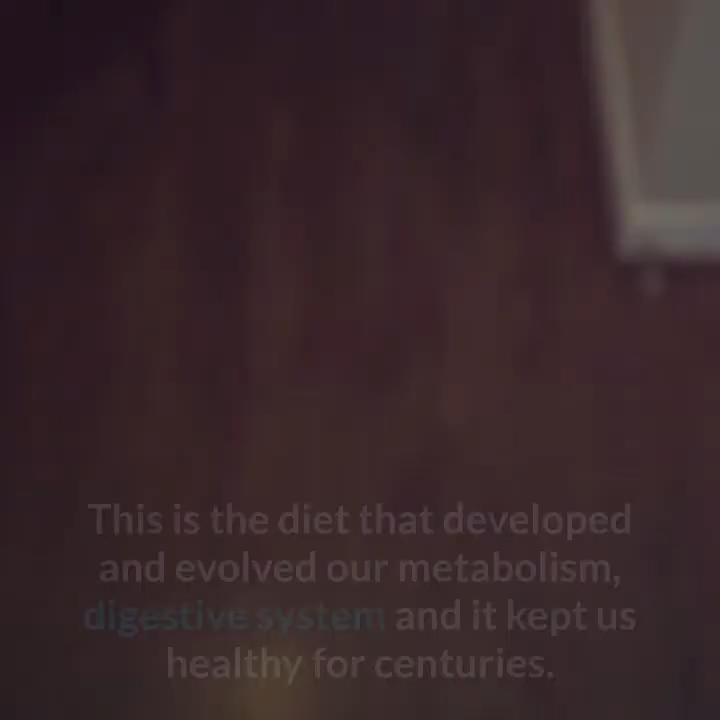 This is the diet that developed
and evolved our metabolism,
digestive system and it kept us
healthy for centuries.